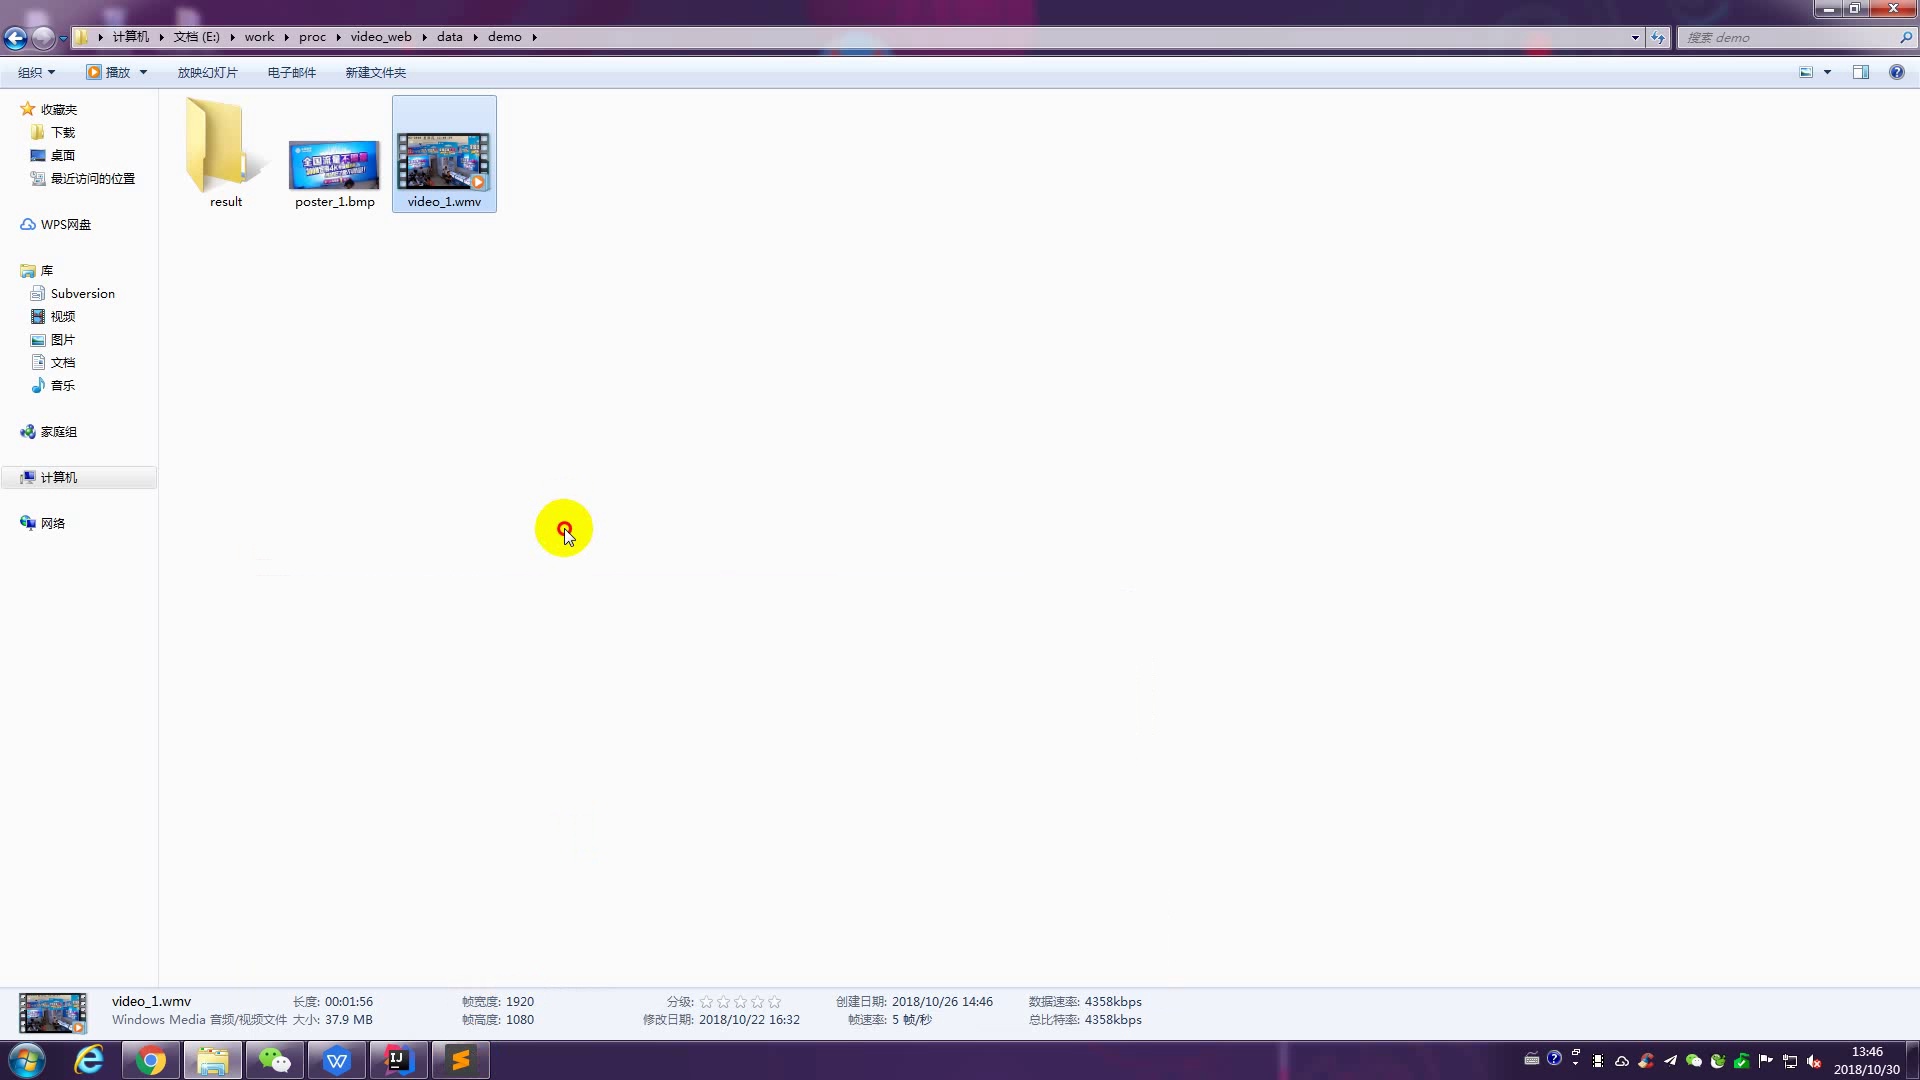 计算机 文档 (E:) work proc video_web data demo
搜索 demo
组织 播放 放映幻灯片 电子邮件 新建文件夹
收藏夹
下载
桌面
最近访问的位置
WPS网盘
库
Subversion
视频
图片
文档
音乐
家庭组
计算机
网络
全国流量不限量
result poster_1.bmp video_1.wmv
video_1.wmv 长度: 00:01:56 帧宽度: 1920 分级: 创建日期: 2018/10/26 14:46 数据速率: 4358kbps
Windows Media 音频/视频文件 大小: 37.9 MB 帧高度: 1080 修改日期: 2018/10/22 16:32 帧速率: 5 帧/秒 总比特率: 4358kbps
13:46
2018/10/30